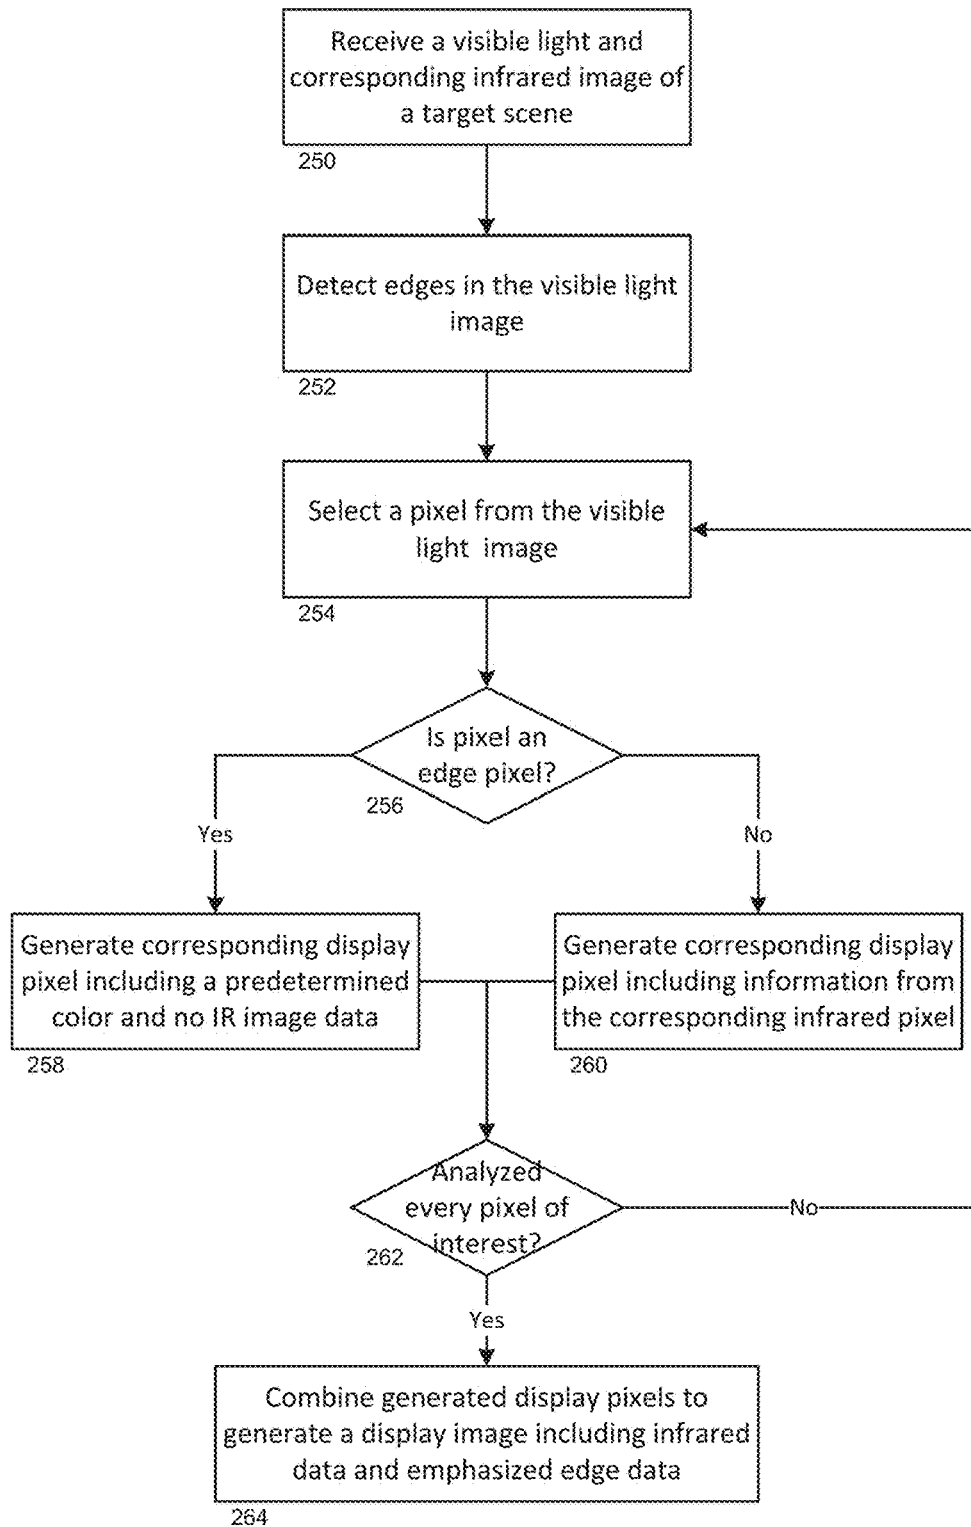 Receive a visible light and
corresponding infrared image of
a target scene
250
Detect edges in the visible light
image
252
Select a pixel from the visible
light image
254
Is pixel an
edge pixel?
256
Yes
No
Generate corresponding display
pixel including a predetermined
color and no IR image data
258
Generate corresponding display
pixel including information from
the corresponding infrared pixel
260
Analyzed
every pixel of
interest?
262
No
Yes
Combine generated display pixels to
generate a display image including infrared
data and emphasized edge data
264